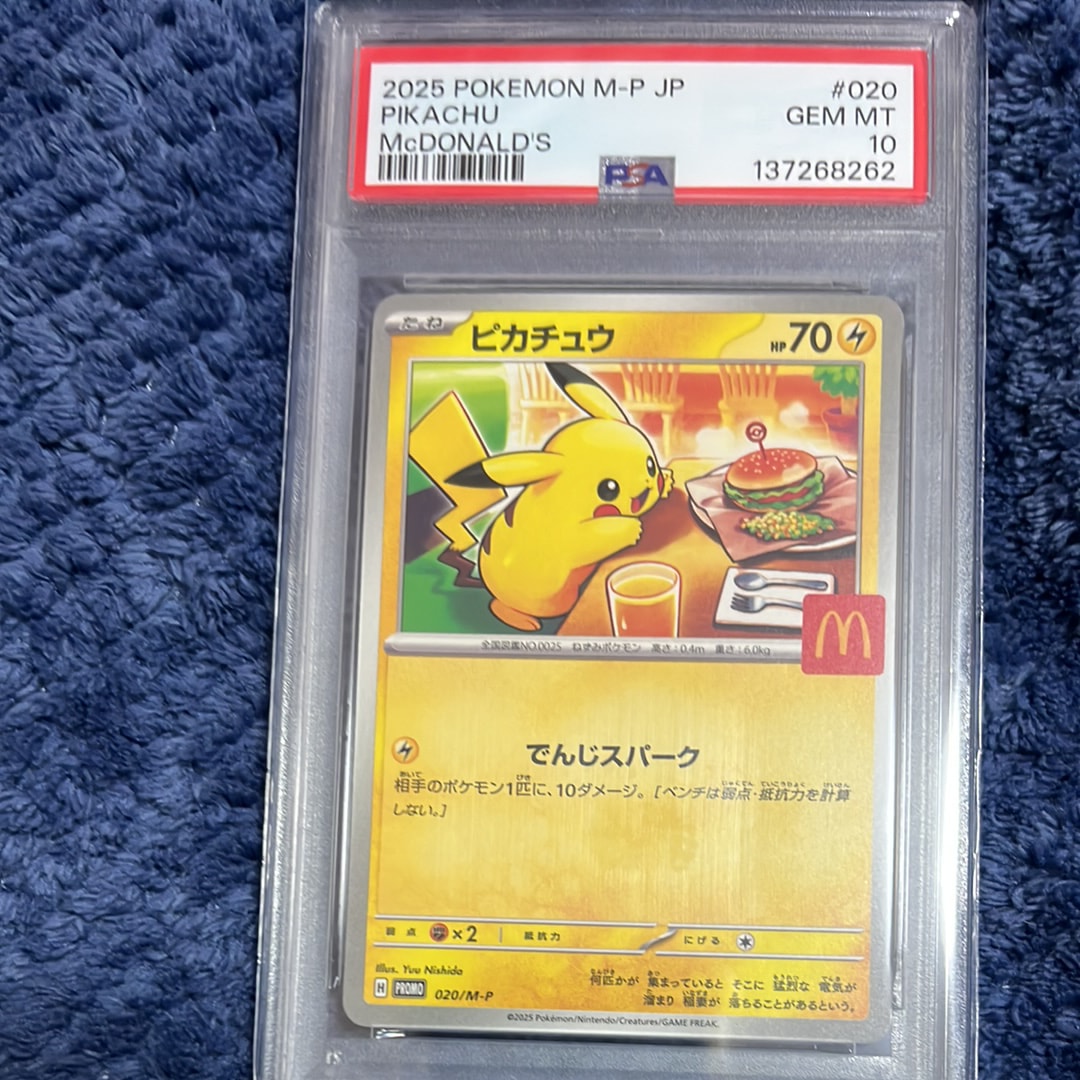 2025 POKEMON M-P JP #020
PIKACHU GEM MT
McDONALD'S 10
137268262
PSA
たね ピカチュウ HP70
全国図鑑NO.0025 ねずみポケモン 高さ:0.4m 重さ:6.0kg
でんじスパーク
相手のポケモン1匹に、10ダメージ。[ベンチは弱点・抵抗力を計算
しない。]
弱点 ×2 抵抗力 にげる
Illus. Yuu Nishida
何匹かが 集まっていると そこに 猛烈な 電気が
溜まり 稲妻が 落ちることがあるという。
H PROMO 020/M-P
©2025 Pokémon/Nintendo/Creatures/GAME FREAK.